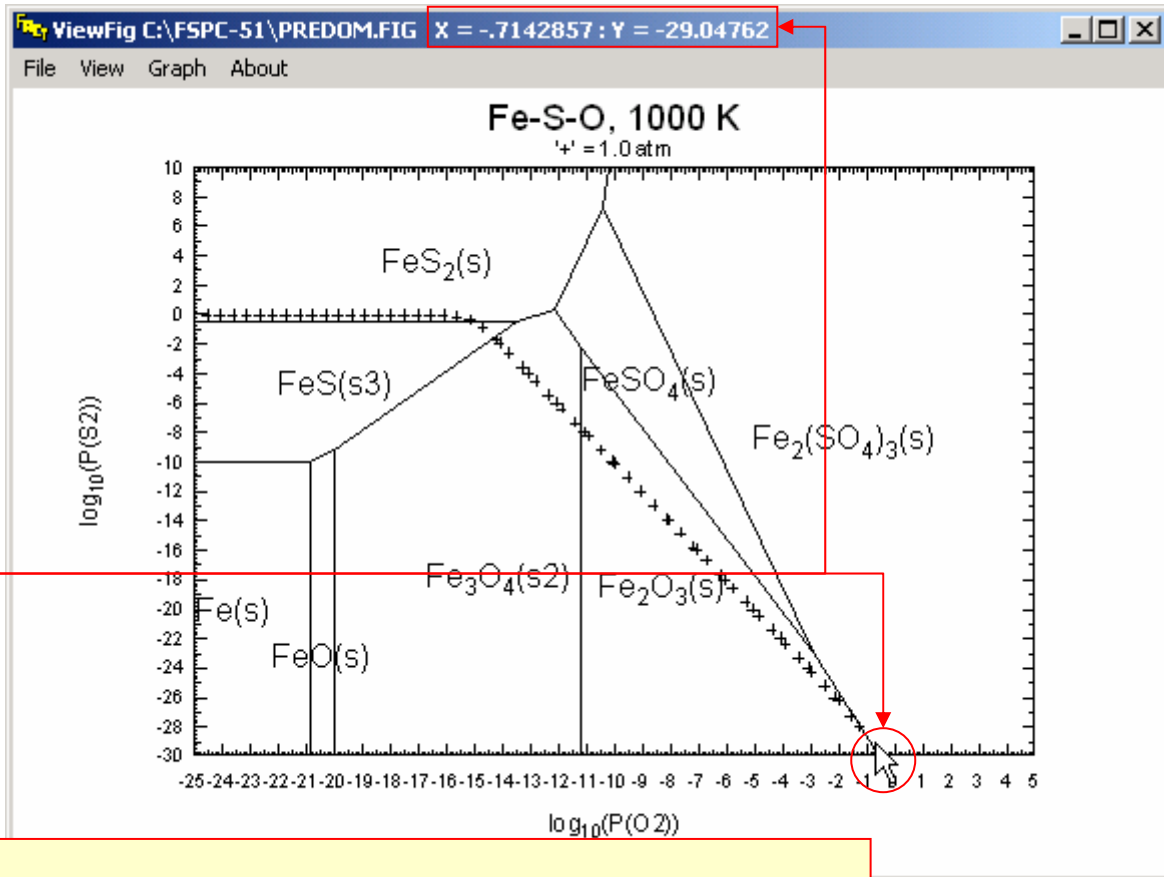 ViewFig C:\FSPC-51\PREDOM.FIG X = -.7142857 : Y = -29.04762
File View Graph About
Fe-S-O, 1000 K
'+' = 1.0 atm
10
8
6
4
2
0
-2
-4
-6
-8
-10
-12
-14
-16
-18
-20
-22
-24
-26
-28
-30
log10(P(S2))
FeS2(s)
FeS(s3)
FeSO4(s)
Fe2(SO4)3(s)
Fe3O4(s2)
Fe2O3(s)
Fe(s)
FeO(s)
-25 -24 -23 -22 -21 -20 -19 -18 -17 -16 -15 -14 -13 -12 -11 -10 -9 -8 -7 -6 -5 -4 -3 -2 -1 0 1 2 3 4 5
log10(P(O2))